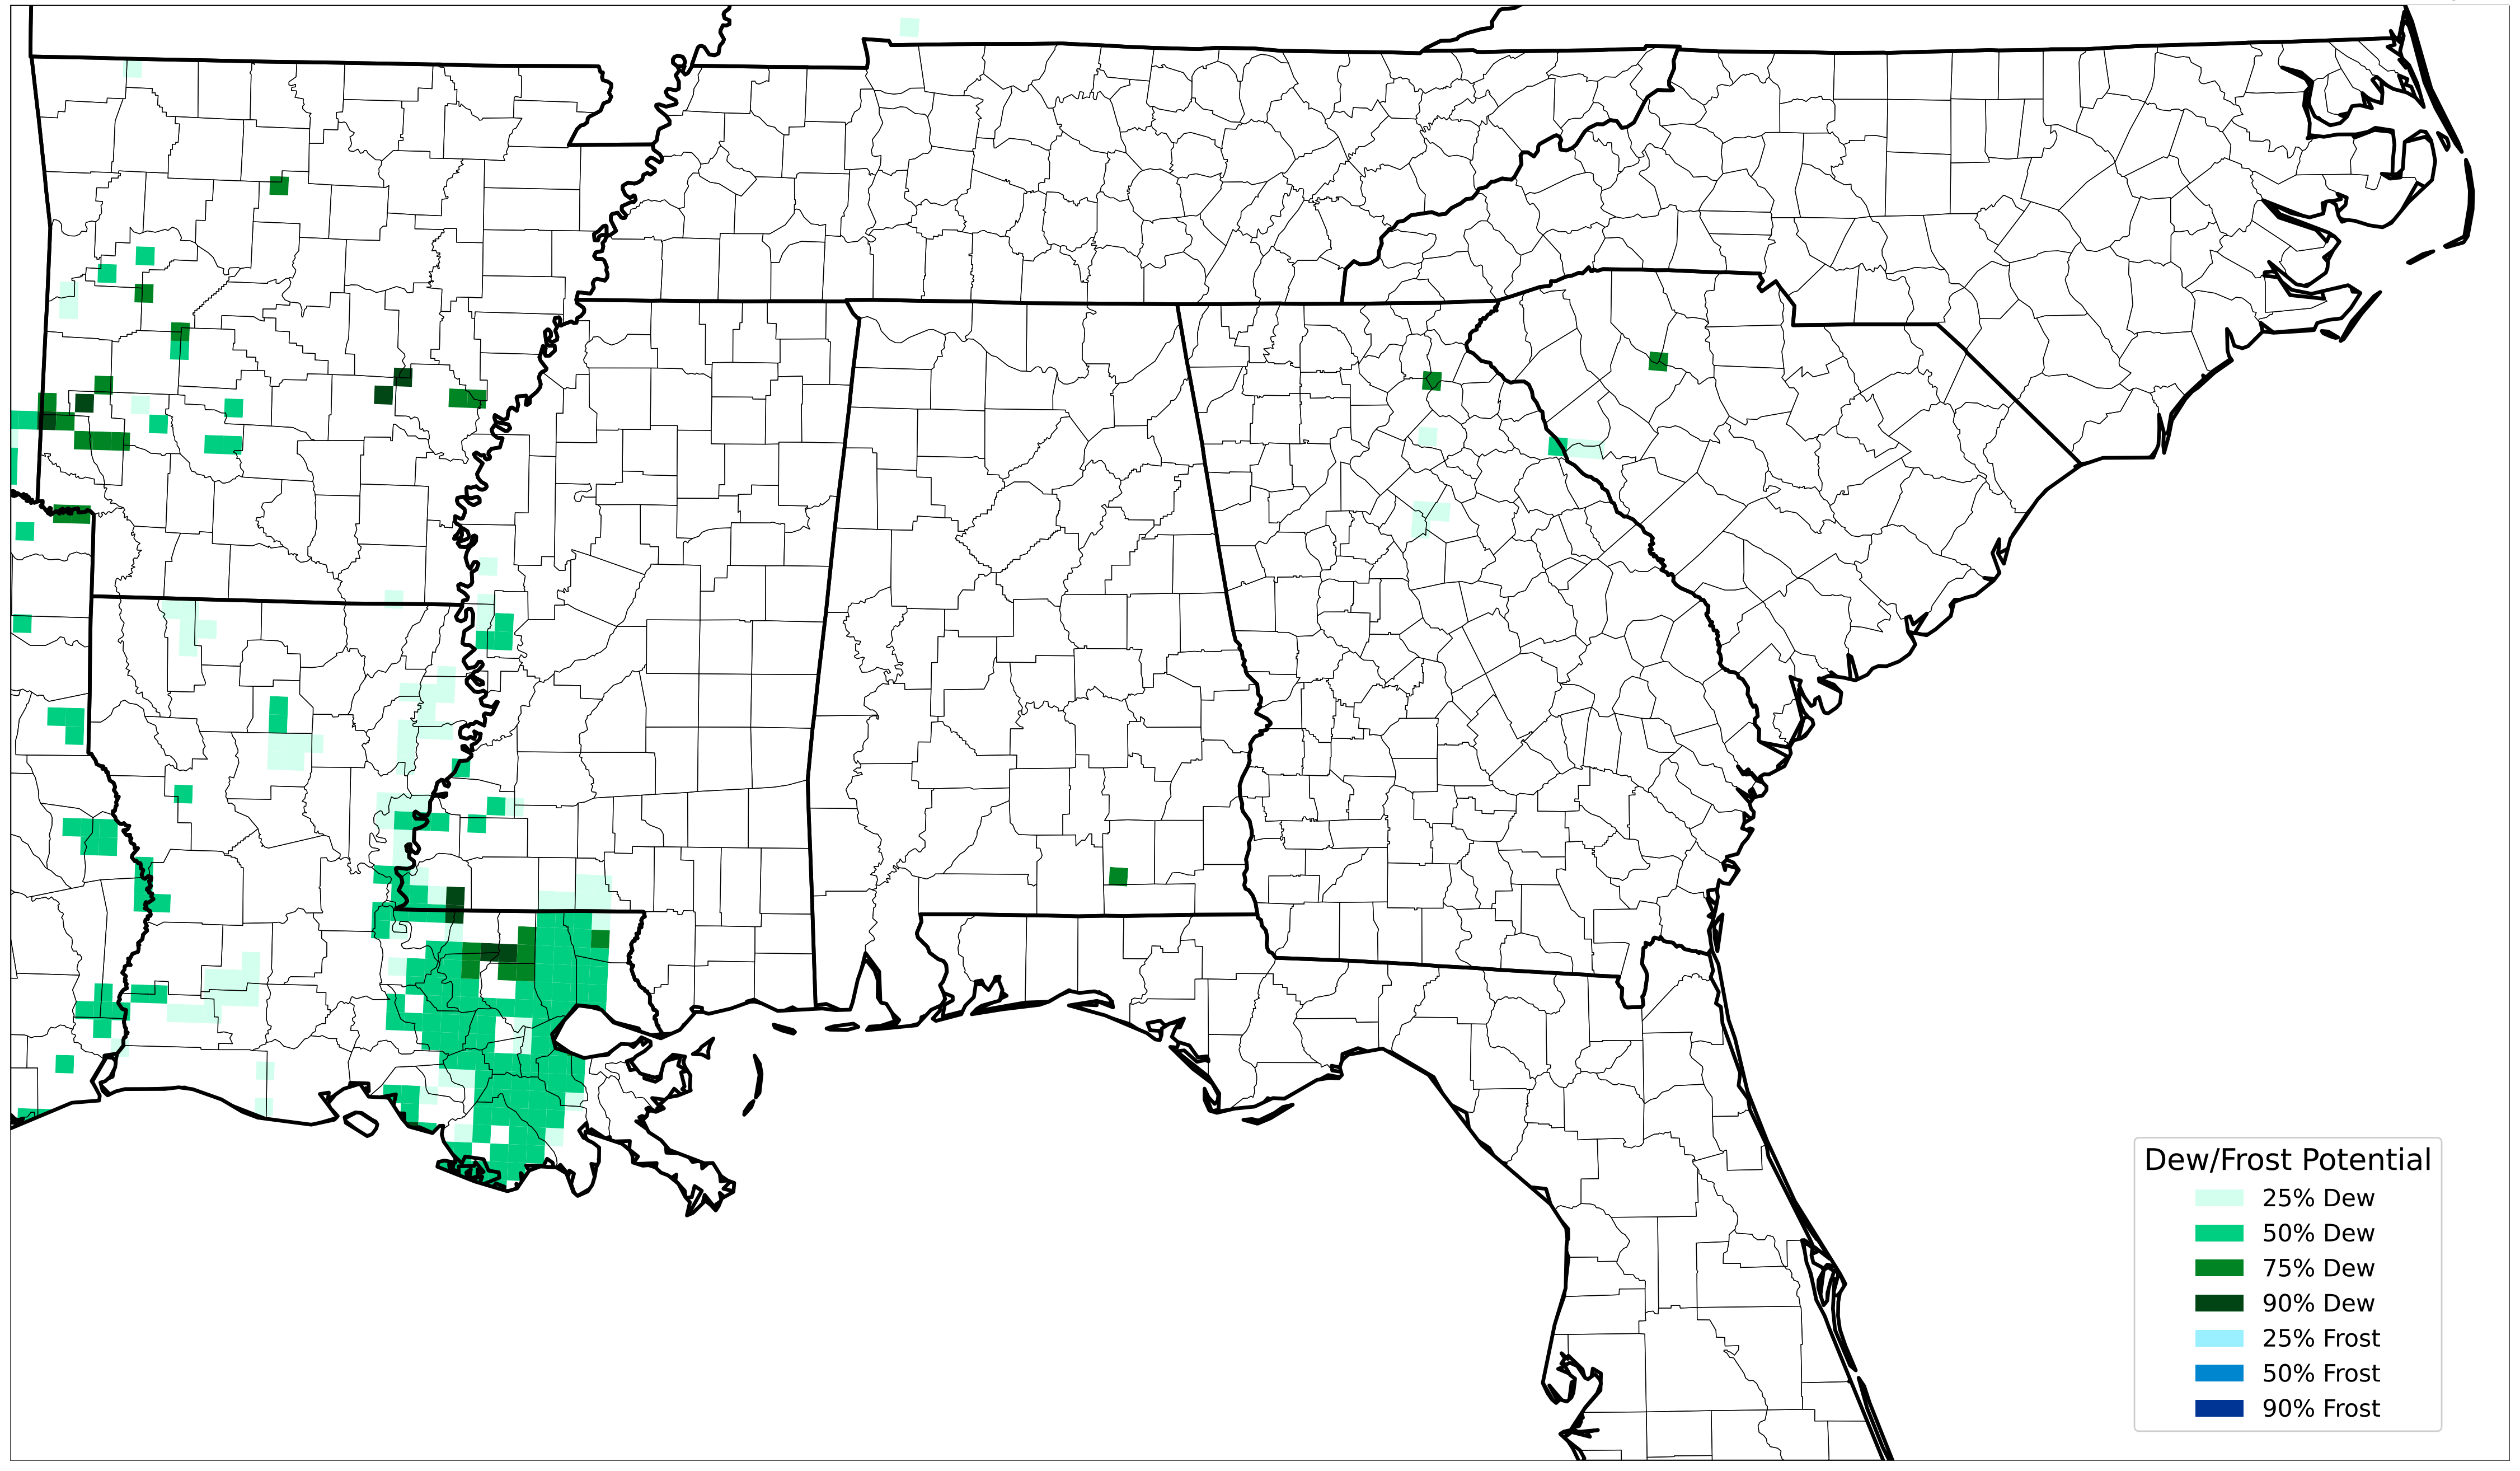 Dew/Frost Potential
25% Dew
50% Dew
75% Dew
90% Dew
25% Frost
50% Frost
90% Frost